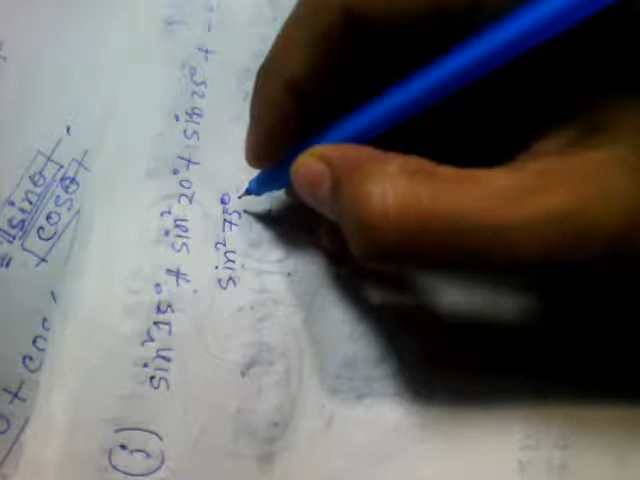 sinθ
= cosθ
(j) sin²15° + sin²20° + sin²25° + - -
sin²75°